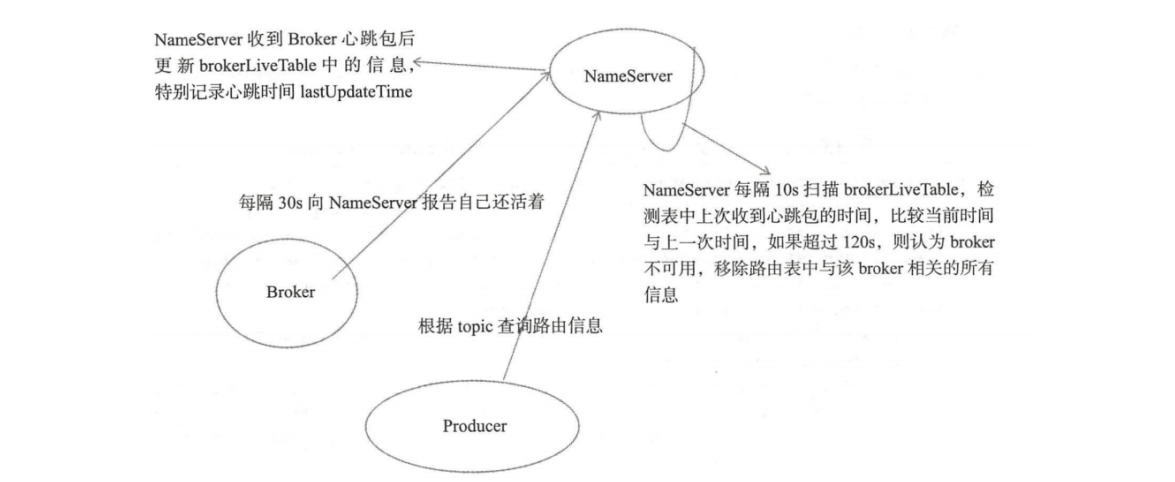 NameServer 收到 Broker 心跳包后
更新 brokerLiveTable 中的信息，
特别记录心跳时间 lastUpdateTime
NameServer
每隔 30s 向 NameServer 报告自己还活着
NameServer 每隔 10s 扫描 brokerLiveTable，检
测表中上次收到心跳包的时间，比较当前时间
与上一次时间，如果超过 120s，则认为 broker
不可用，移除路由表中与该 broker 相关的所有
信息
Broker
根据 topic 查询路由信息
Producer